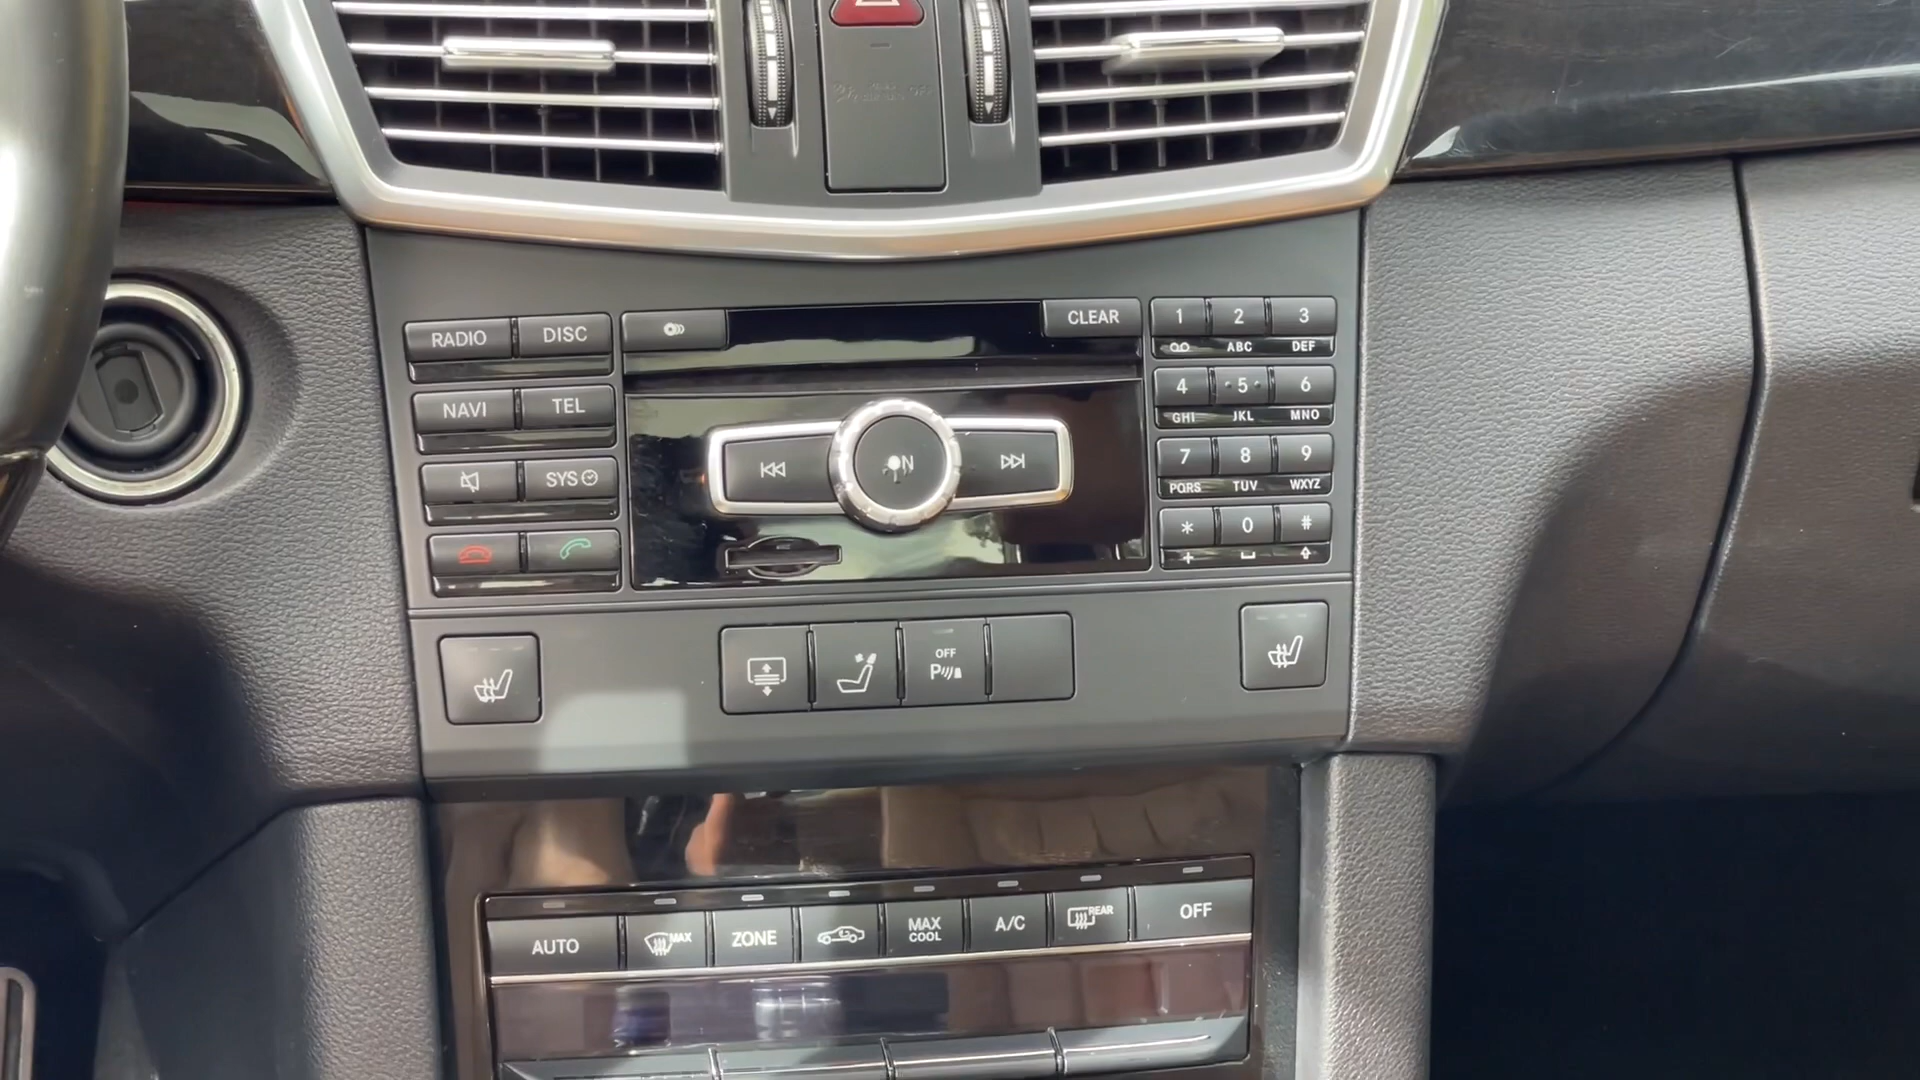 RADIO DISC
CLEAR
1 2 3
ABC DEF
NAVI TEL
4 5 6
GHI JKL MNO
SYS
7 8 9
PQRS TUV WXYZ
* 0 #
+
OFF
P
AUTO
MAX
ZONE
MAX
COOL
A/C
REAR
OFF